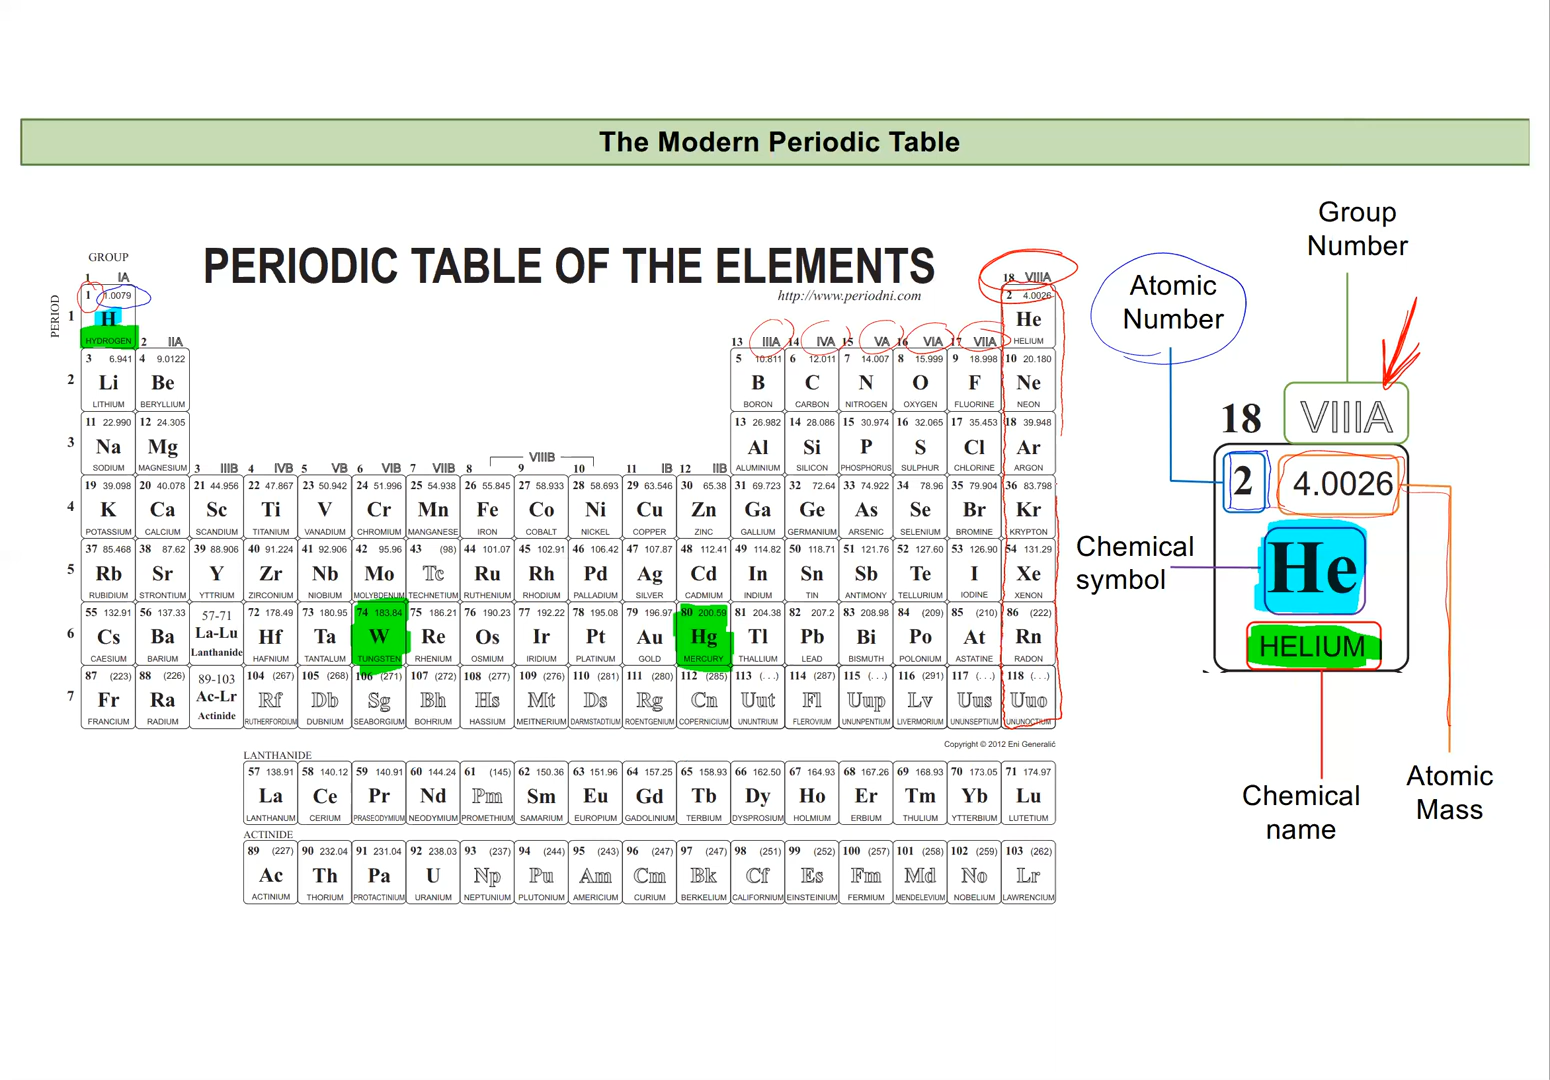 The Modern Periodic Table
PERIODIC TABLE OF THE ELEMENTS
http://www.periodni.com
GROUP
PERIOD
1 IA
18 VIIIA
1
1 1.0079 2 4.0026
H He
HYDROGEN HELIUM
2 IIA 13 IIIA 14 IVA 15 VA 16 VIA 17 VIIA
2
3 6.941 4 9.0122 5 10.811 6 12.011 7 14.007 8 15.999 9 18.998 10 20.180
Li Be B C N O F Ne
LITHIUM BERYLLIUM BORON CARBON NITROGEN OXYGEN FLUORINE NEON
3
11 22.990 12 24.305 13 26.982 14 28.086 15 30.974 16 32.065 17 35.453 18 39.948
Na Mg Al Si P S Cl Ar
SODIUM MAGNESIUM ALUMINIUM SILICON PHOSPHORUS SULPHUR CHLORINE ARGON
VIIIB
3 IIIB 4 IVB 5 VB 6 VIB 7 VIIB 8 9 10 11 IB 12 IIB
4
19 39.098 20 40.078 21 44.956 22 47.867 23 50.942 24 51.996 25 54.938 26 55.845 27 58.933 28 58.693 29 63.546 30 65.38 31 69.723 32 72.64 33 74.922 34 78.96 35 79.904 36 83.798
K Ca Sc Ti V Cr Mn Fe Co Ni Cu Zn Ga Ge As Se Br Kr
POTASSIUM CALCIUM SCANDIUM TITANIUM VANADIUM CHROMIUM MANGANESE IRON COBALT NICKEL COPPER ZINC GALLIUM GERMANIUM ARSENIC SELENIUM BROMINE KRYPTON
5
37 85.468 38 87.62 39 88.906 40 91.224 41 92.906 42 95.96 43 (98) 44 101.07 45 102.91 46 106.42 47 107.87 48 112.41 49 114.82 50 118.71 51 121.76 52 127.60 53 126.90 54 131.29
Rb Sr Y Zr Nb Mo Tc Ru Rh Pd Ag Cd In Sn Sb Te I Xe
RUBIDIUM STRONTIUM YTTRIUM ZIRCONIUM NIOBIUM MOLYBDENUM TECHNETIUM RUTHENIUM RHODIUM PALLADIUM SILVER CADMIUM INDIUM TIN ANTIMONY TELLURIUM IODINE XENON
6
55 132.91 56 137.33 57-71 72 178.49 73 180.95 74 183.84 75 186.21 76 190.23 77 192.22 78 195.08 79 196.97 80 200.59 81 204.38 82 207.2 83 208.98 84 (209) 85 (210) 86 (222)
Cs Ba La-Lu Hf Ta W Re Os Ir Pt Au Hg Tl Pb Bi Po At Rn
CAESIUM BARIUM Lanthanide HAFNIUM TANTALUM TUNGSTEN RHENIUM OSMIUM IRIDIUM PLATINUM GOLD MERCURY THALLIUM LEAD BISMUTH POLONIUM ASTATINE RADON
7
87 (223) 88 (226) 89-103 104 (267) 105 (268) 106 (271) 107 (272) 108 (277) 109 (276) 110 (281) 111 (280) 112 (285) 113 (...) 114 (287) 115 (...) 116 (291) 117 (...) 118 (...)
Fr Ra Ac-Lr Rf Db Sg Bh Hs Mt Ds Rg Cn Uut Fl Uup Lv Uus Uuo
FRANCIUM RADIUM Actinide RUTHERFORDIUM DUBNIUM SEABORGIUM BOHRIUM HASSIUM MEITNERIUM DARMSTADTIUM ROENTGENIUM COPERNICIUM UNUNTRIUM FLEROVIUM UNUNPENTIUM LIVERMORIUM UNUNSEPTIUM UNUNOCTIUM
Copyright © 2012 Eni Generalić
LANTHANIDE
57 138.91 58 140.12 59 140.91 60 144.24 61 (145) 62 150.36 63 151.96 64 157.25 65 158.93 66 162.50 67 164.93 68 167.26 69 168.93 70 173.05 71 174.97
La Ce Pr Nd Pm Sm Eu Gd Tb Dy Ho Er Tm Yb Lu
LANTHANUM CERIUM PRASEODYMIUM NEODYMIUM PROMETHIUM SAMARIUM EUROPIUM GADOLINIUM TERBIUM DYSPROSIUM HOLMIUM ERBIUM THULIUM YTTERBIUM LUTETIUM
ACTINIDE
89 (227) 90 232.04 91 231.04 92 238.03 93 (237) 94 (244) 95 (243) 96 (247) 97 (247) 98 (251) 99 (252) 100 (257) 101 (258) 102 (259) 103 (262)
Ac Th Pa U Np Pu Am Cm Bk Cf Es Fm Md No Lr
ACTINIUM THORIUM PROTACTINIUM URANIUM NEPTUNIUM PLUTONIUM AMERICIUM CURIUM BERKELIUM CALIFORNIUM EINSTEINIUM FERMIUM MENDELEVIUM NOBELIUM LAWRENCIUM
Group
Number
Atomic
Number
18 VIIIA
2 4.0026
He
HELIUM
Chemical
symbol
Chemical
name
Atomic
Mass